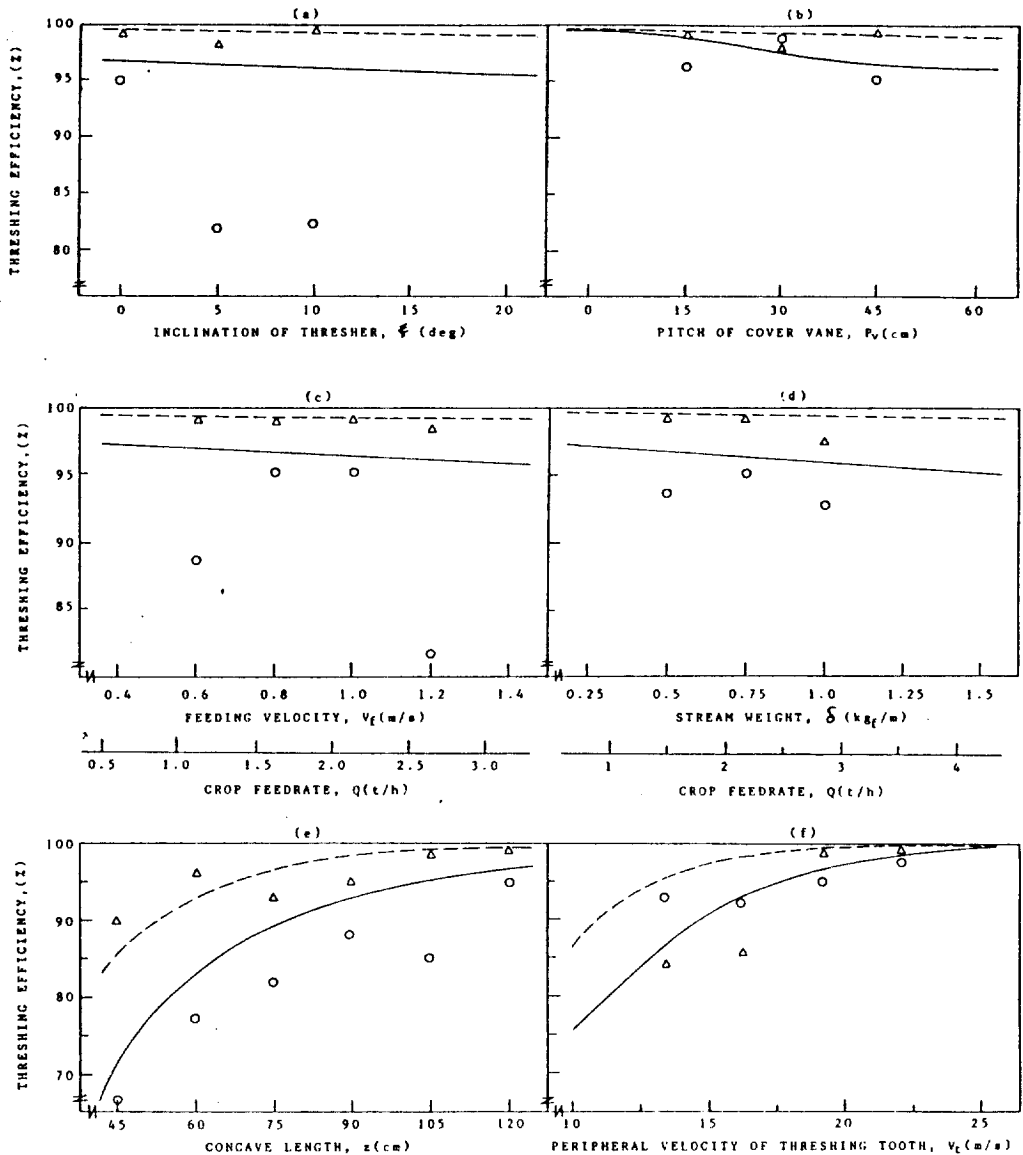 (a) (b)
THRESHING EFFICIENCY,(%)
100
95
90
85
80
0 5 10 15 20
INCLINATION OF THRESHER, ξ (deg)
0 15 30 45 60
PITCH OF COVER VANE, Pv(cm)
(c) (d)
THRESHING EFFICIENCY,(%)
100
95
90
85
0.4 0.6 0.8 1.0 1.2 1.4
FEEDING VELOCITY, Vf(m/s)
0.25 0.5 0.75 1.0 1.25 1.5
STREAM WEIGHT, δ (kgf/m)
0.5 1.0 1.5 2.0 2.5 3.0
CROP FEEDRATE, Q(t/h)
1 2 3 4
CROP FEEDRATE, Q(t/h)
(e) (f)
THRESHING EFFICIENCY,(%)
100
90
80
70
45 60 75 90 105 120
CONCAVE LENGTH, z(cm)
10 15 20 25
PERIPHERAL VELOCITY OF THRESHING TOOTH, Vt(m/s)